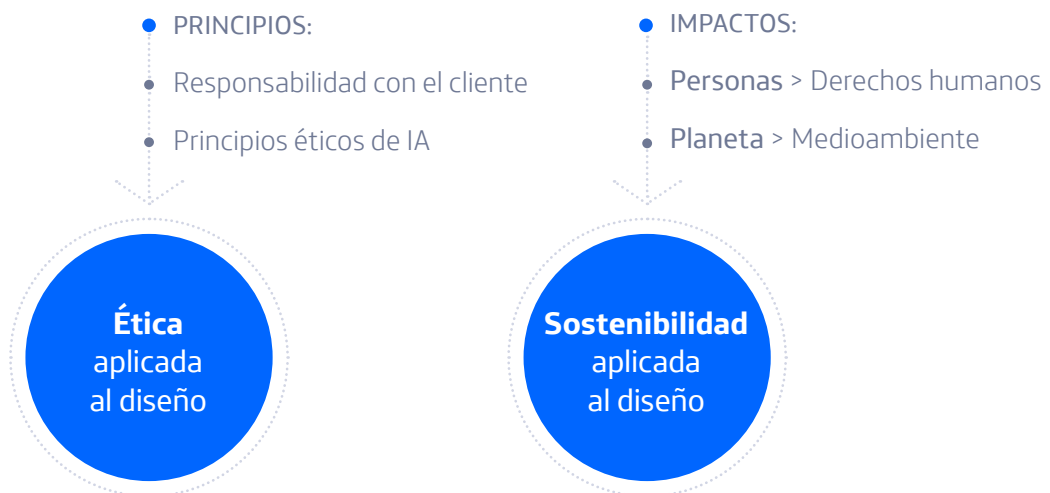 PRINCIPIOS:
Responsabilidad con el cliente
Principios éticos de IA
Ética
aplicada
al diseño
IMPACTOS:
Personas > Derechos humanos
Planeta > Medioambiente
Sostenibilidad
aplicada
al diseño